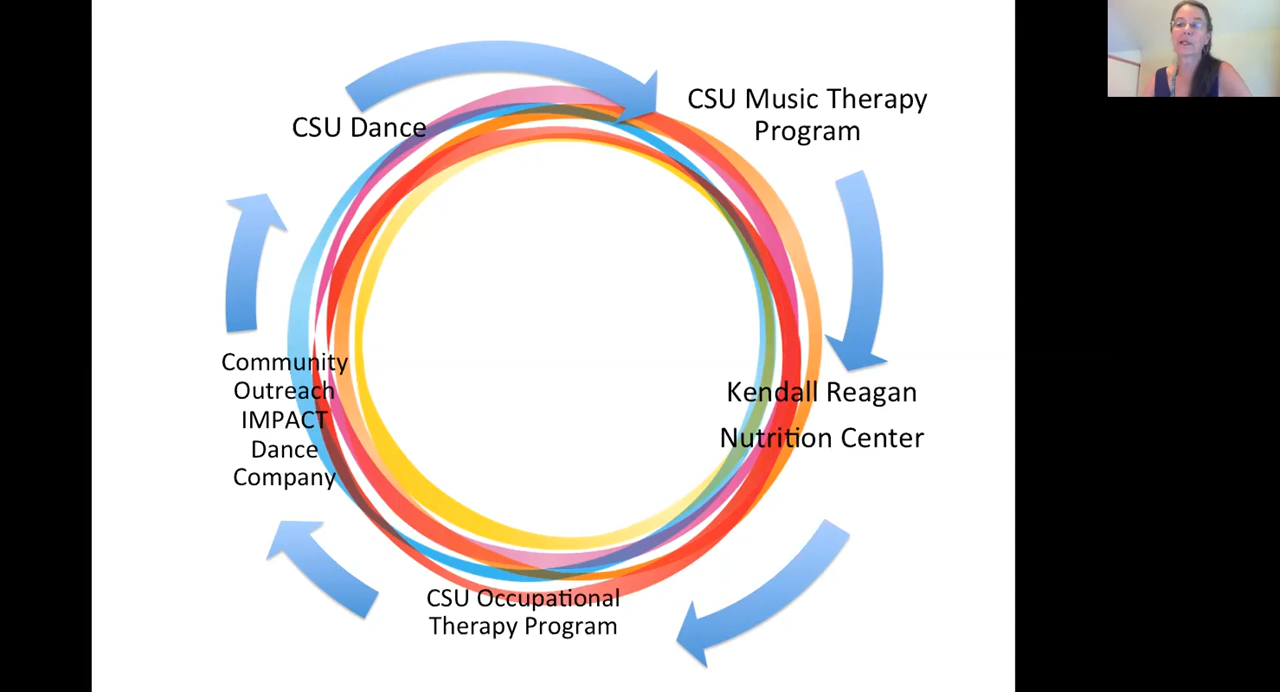 CSU Dance
CSU Music Therapy
Program
Kendall Reagan
Nutrition Center
CSU Occupational
Therapy Program
Community
Outreach
IMPACT
Dance
Company